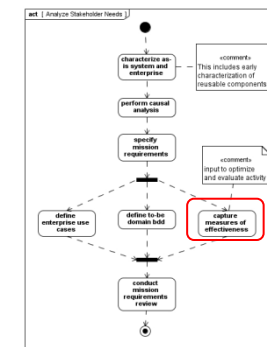 act [ Analyze Stakeholder Needs ]
characterize as-
is system and
enterprise
«comment»
This includes early
characterization of
reusable components
perform causal
analysis
specify
mission
requirements
«comment»
input to optimize
and evaluate activity
define
enterprise use
cases
define to-be
domain bdd
capture
measures of
effectiveness
conduct
mission
requirements
review